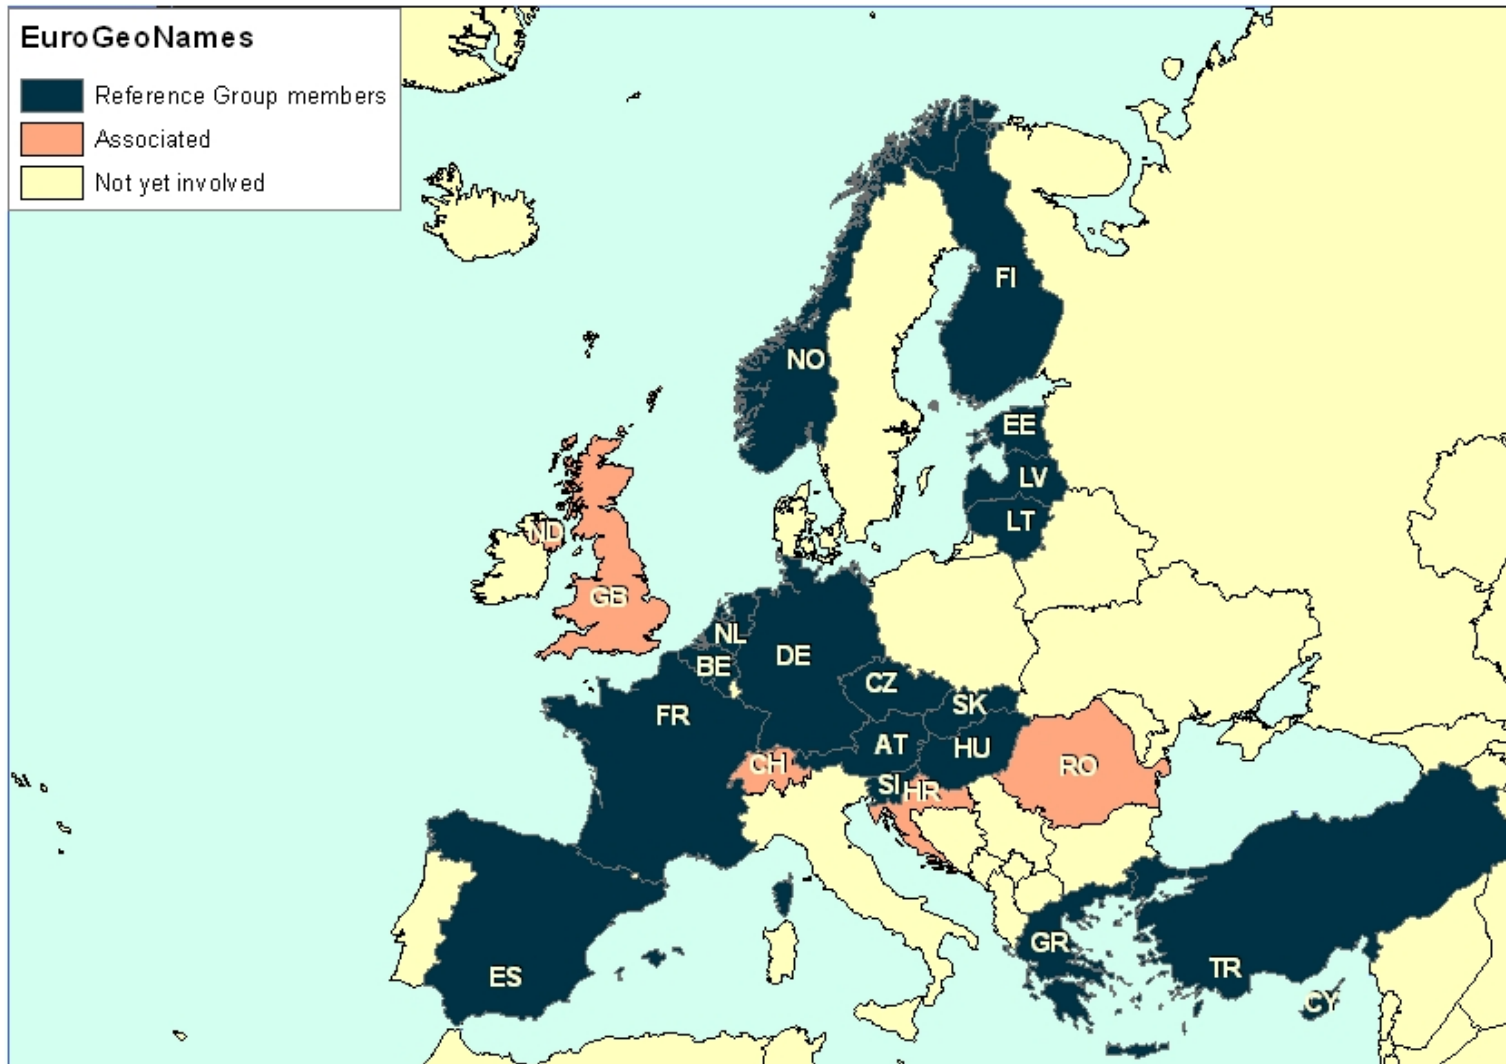 EuroGeoNames
Reference Group members
Associated
Not yet involved
FI
NO
EE
LV
LT
ND
GB
NL
BE
DE
CZ
SK
FR
AT
HU
CH
SI
HR
RO
GR
ES
TR
CY